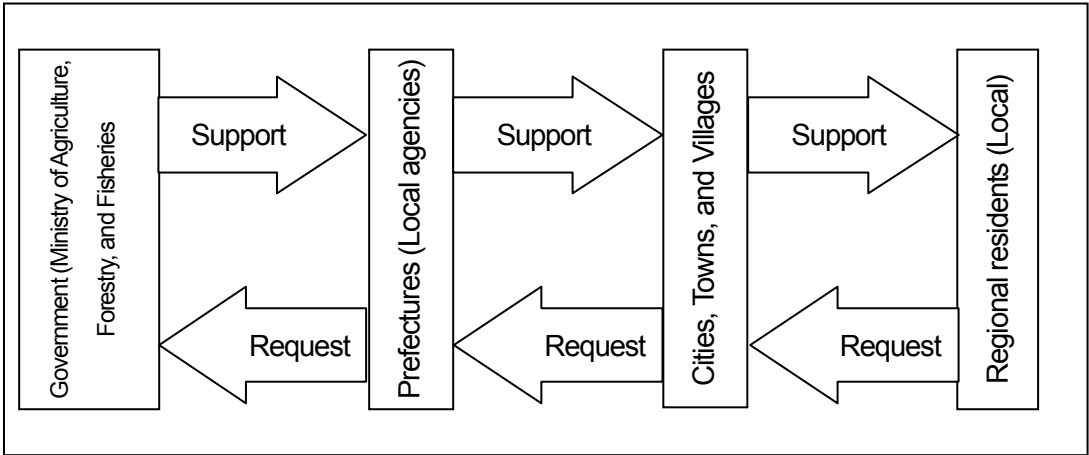 Government (Ministry of Agriculture,
Forestry, and Fisheries
Support
Request
Prefectures (Local agencies)
Support
Request
Cities, Towns, and Villages
Support
Request
Regional residents (Local)